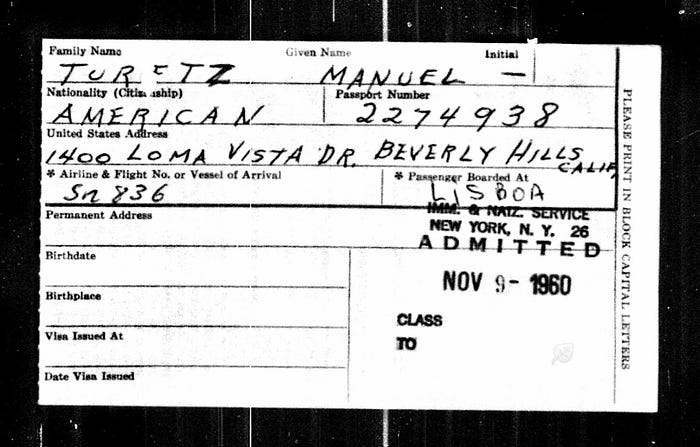 Family Name Given Name Initial
TURETZ MANUEL —
Nationality (Citizenship) Passport Number
AMERICAN 2274938
United States Address
1400 LOMA VISTA DR. BEVERLY HILLS, CALIF,
* Airline & Flight No. or Vessel of Arrival * Passenger Boarded At
Sn 836 LISBOA
IMM. & NATZ. SERVICE
Permanent Address
NEW YORK, N. Y. 26
ADMITTED
Birthdate
NOV 9- 1960
Birthplace
CLASS
Visa Issued At
TO
Date Visa Issued
PLEASE PRINT IN BLOCK CAPITAL LETTERS